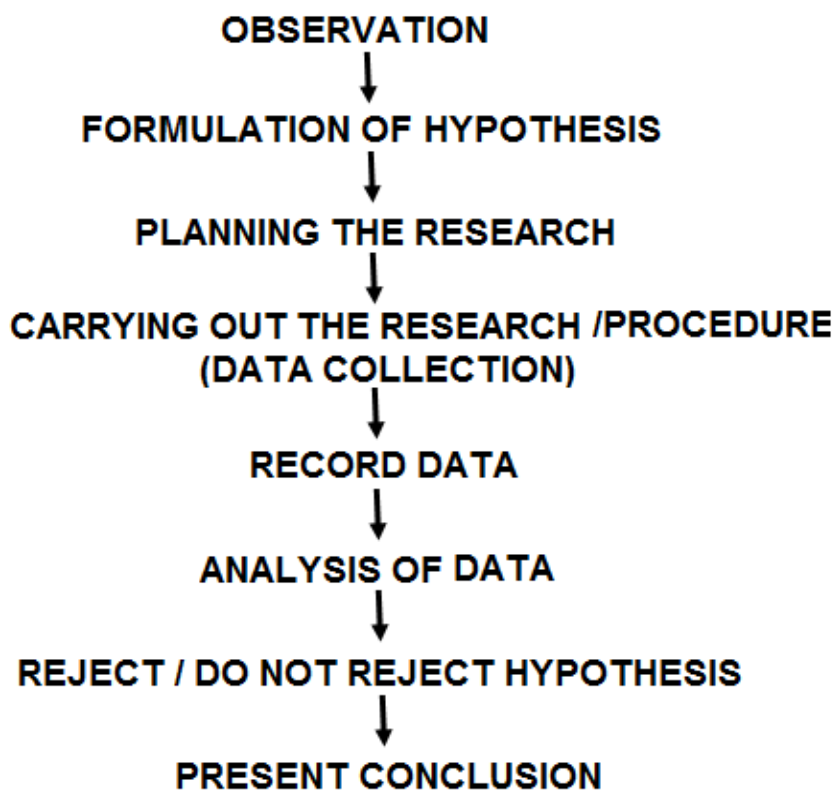 OBSERVATION
FORMULATION OF HYPOTHESIS
PLANNING THE RESEARCH
CARRYING OUT THE RESEARCH /PROCEDURE
(DATA COLLECTION)
RECORD DATA
ANALYSIS OF DATA
REJECT / DO NOT REJECT HYPOTHESIS
PRESENT CONCLUSION